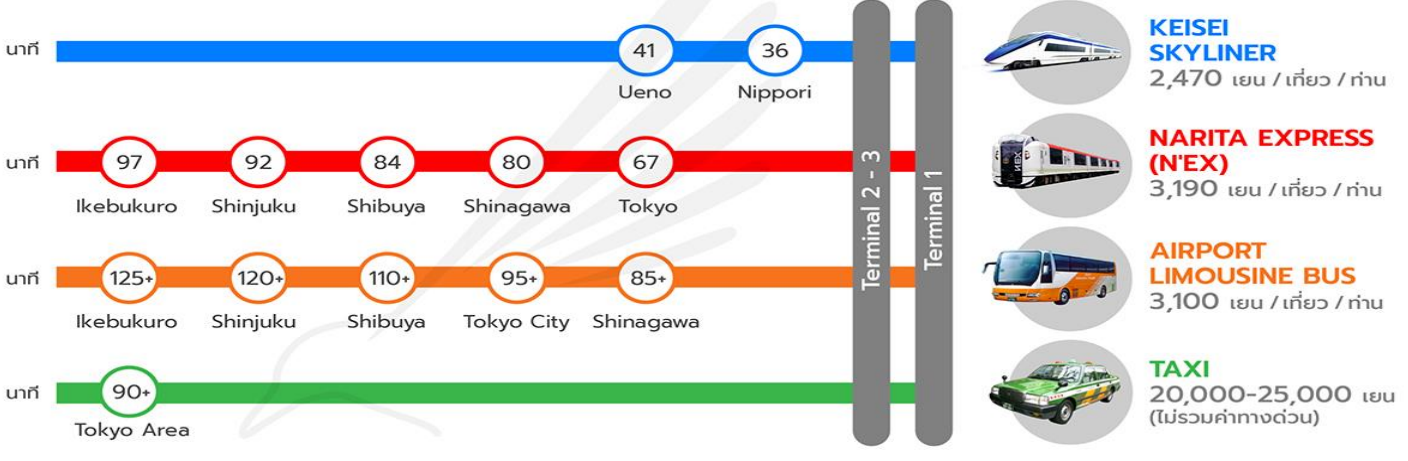 นาที
41
36
Ueno
Nippori
KEISEI
SKYLINER
2,470 เยน / เที่ยว / ท่าน
นาที
97
92
84
80
67
Ikebukuro
Shinjuku
Shibuya
Shinagawa
Tokyo
NARITA EXPRESS
(N'EX)
3,190 เยน / เที่ยว / ท่าน
NEX
Terminal 2 - 3
Terminal 1
นาที
125+
120+
110+
95+
85+
Ikebukuro
Shinjuku
Shibuya
Tokyo City
Shinagawa
AIRPORT
LIMOUSINE BUS
3,100 เยน / เที่ยว / ท่าน
นาที
90+
Tokyo Area
TAXI
20,000-25,000 เยน
(ไม่รวมค่าทางด่วน)